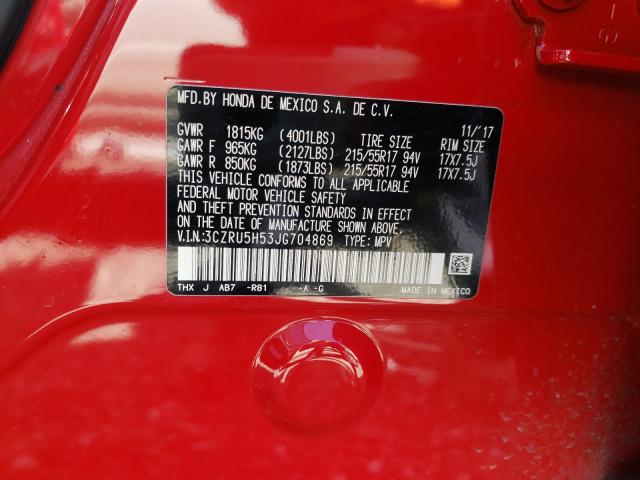 MFD.BY HONDA DE MEXICO S.A. DE C.V.
11/'17
GVWR 1815KG (4001LBS) TIRE SIZE RIM SIZE
GAWR F 965KG (2127LBS) 215/55R17 94V 17X7.5J
GAWR R 850KG (1873LBS) 215/55R17 94V 17X7.5J
THIS VEHICLE CONFORMS TO ALL APPLICABLE
FEDERAL MOTOR VEHICLE SAFETY
AND THEFT PREVENTION STANDARDS IN EFFECT
ON THE DATE OF MANUFACTURE SHOWN ABOVE.
V.I.N:3CZRU5H53JG704869 TYPE: MPV
THX J AB7 -R81 -A -G MADE IN MEXICO